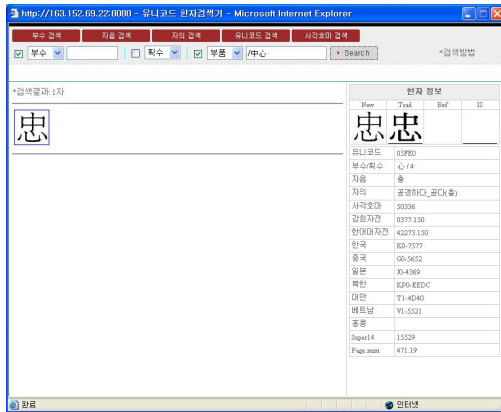 http://163.152.69.22:8080 - 유니코드 한자검색기 - Microsoft Internet Explorer
부수 검색 자음 검색 자의 검색 유니코드 검색 사각호마 검색
부수 획수 부품 /中心 Search *검색방법
*검색결과:1자
忠
한자 정보
New Trad Ref IS
忠 忠
유니코드 05FE0
부수/획수 心 / 4
자음 충
자의 공경하다_곧다(충)
사각호마 50336
강희자전 0377.130
한어대자전 42273.150
한국 K0-7577
중국 G0-5652
일본 J0-4369
북한 KP0-EEDC
대만 T1-4D40
베트남 V1-5521
홍콩
Super14 15529
Page.num 471.19
완료 인터넷